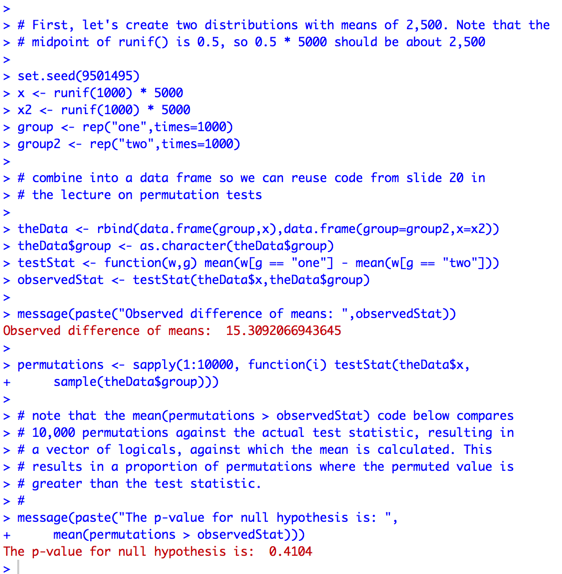 >
> # First, let's create two distributions with means of 2,500. Note that the
> # midpoint of runif() is 0.5, so 0.5 * 5000 should be about 2,500
>
> set.seed(9501495)
> x <- runif(1000) * 5000
> x2 <- runif(1000) * 5000
> group <- rep("one",times=1000)
> group2 <- rep("two",times=1000)
>
> # combine into a data frame so we can reuse code from slide 20 in
> # the lecture on permutation tests
>
> theData <- rbind(data.frame(group,x),data.frame(group=group2,x=x2))
> theData$group <- as.character(theData$group)
> testStat <- function(w,g) mean(w[g == "one"] - mean(w[g == "two"]))
> observedStat <- testStat(theData$x,theData$group)
>
> message(paste("Observed difference of means: ",observedStat))
Observed difference of means:  15.3092066943645
>
> permutations <- sapply(1:10000, function(i) testStat(theData$x,
+      sample(theData$group)))
>
> # note that the mean(permutations > observedStat) code below compares
> # 10,000 permutations against the actual test statistic, resulting in
> # a vector of logicals, against which the mean is calculated. This
> # results in a proportion of permutations where the permuted value is
> # greater than the test statistic.
> #
> message(paste("The p-value for null hypothesis is: ",
+      mean(permutations > observedStat)))
The p-value for null hypothesis is:  0.4104
>